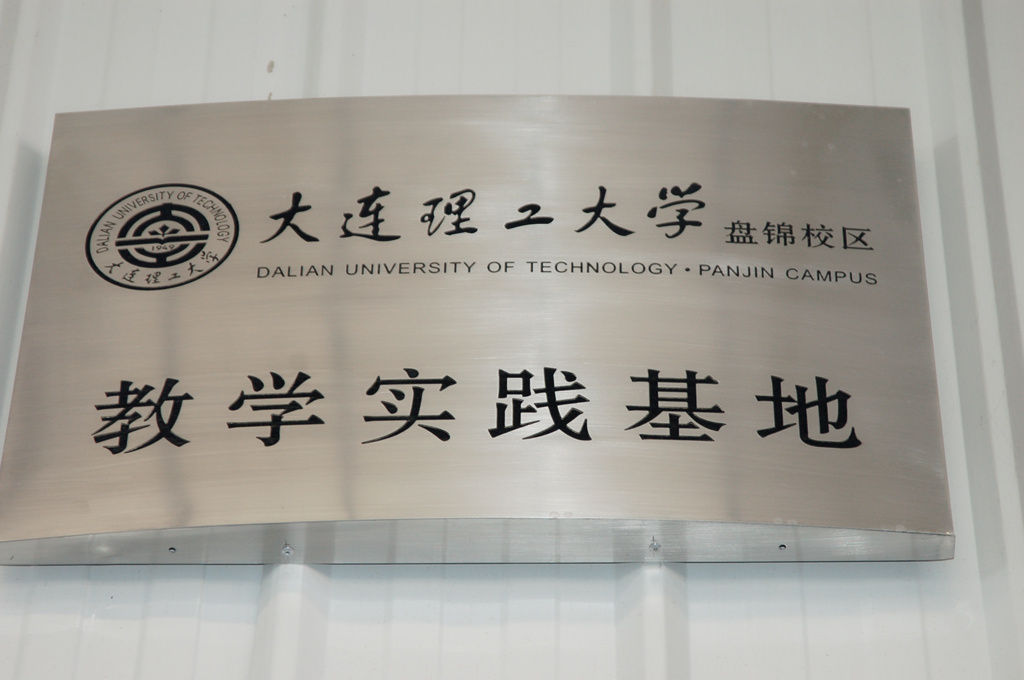 DALIAN UNIVERSITY OF TECHNOLOGY
1949
大连理工大学
大连理工大学 盘锦校区
DALIAN UNIVERSITY OF TECHNOLOGY·PANJIN CAMPUS
教学实践基地